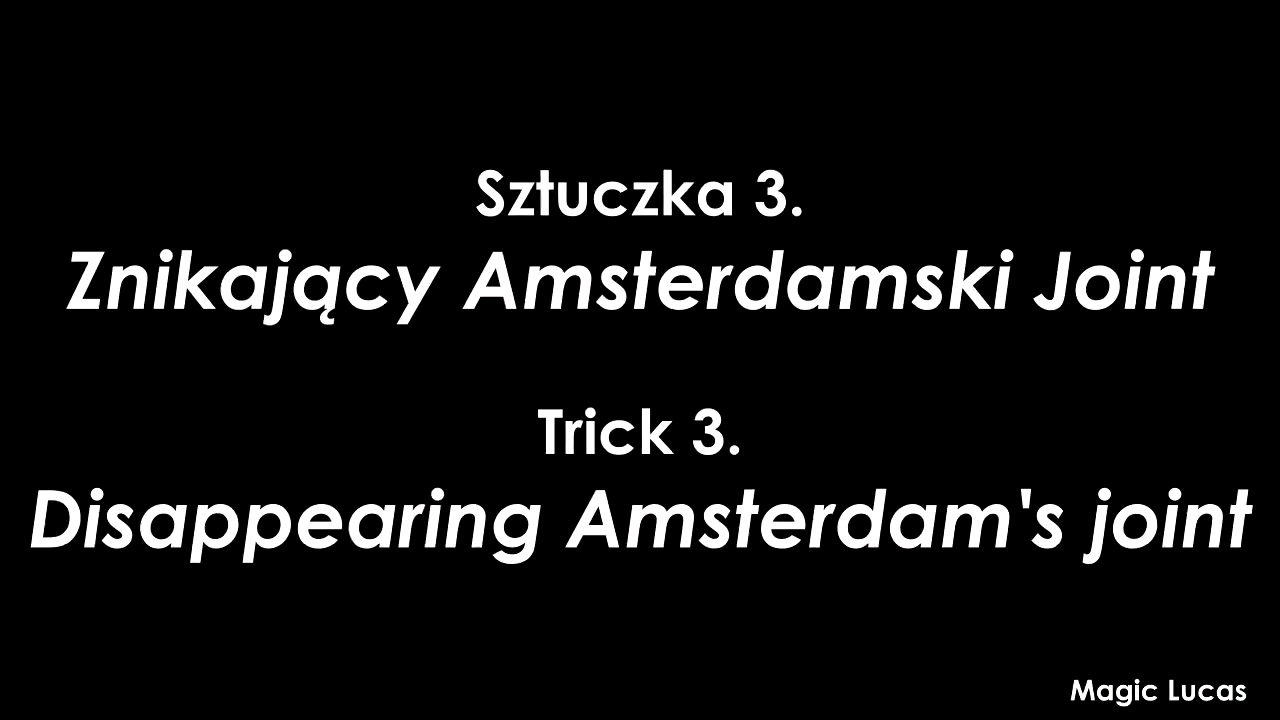 Sztuczka 3.
Znikający Amsterdamski Joint
Trick 3.
Disappearing Amsterdam's joint
Magic Lucas